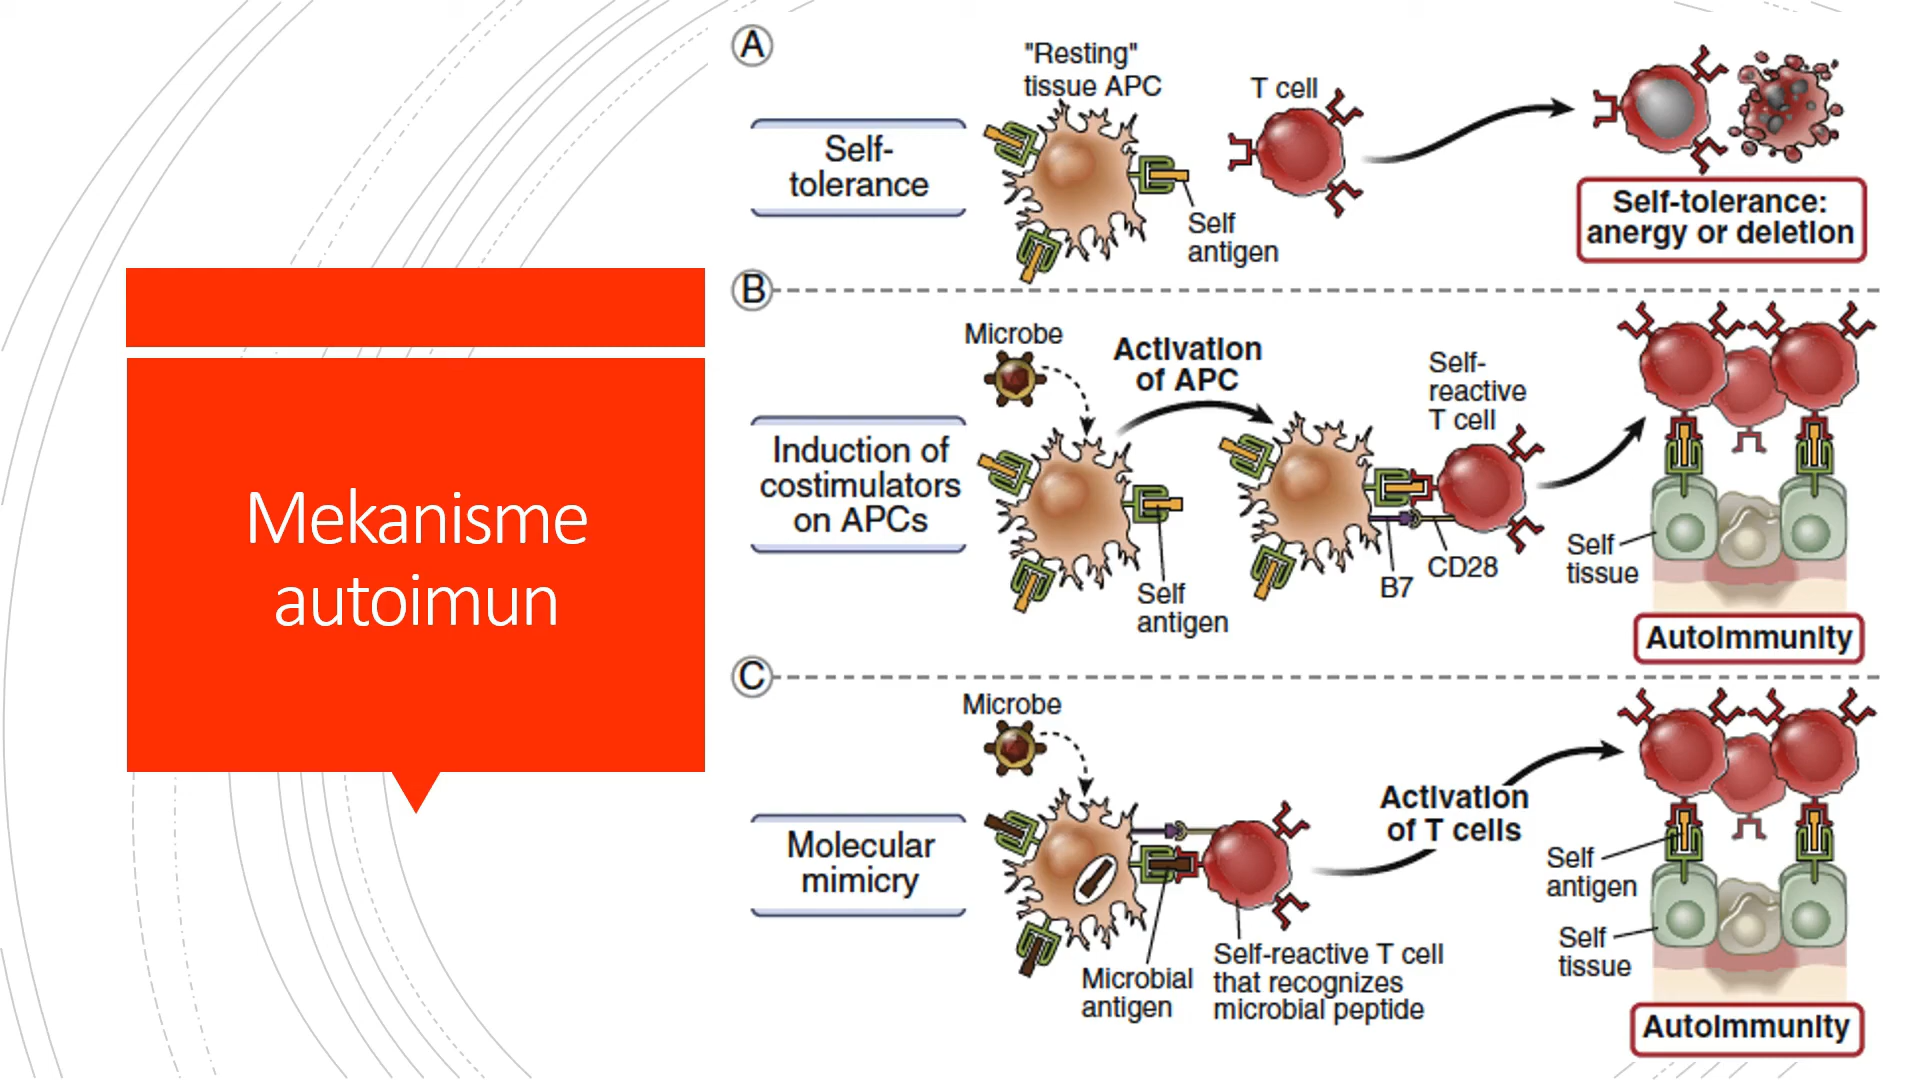 Mekanisme
autoimun
A
"Resting"
tissue APC
T cell
Self-
tolerance
Self
antigen
Self-tolerance:
anergy or deletion
B
Microbe
Activation
of APC
Self-
reactive
T cell
Induction of
costimulators
on APCs
Self
antigen
B7
CD28
Self
tissue
Autoimmunity
C
Microbe
Molecular
mimicry
Microbial
antigen
Self-reactive T cell
that recognizes
microbial peptide
Activation
of T cells
Self
antigen
Self
tissue
Autoimmunity